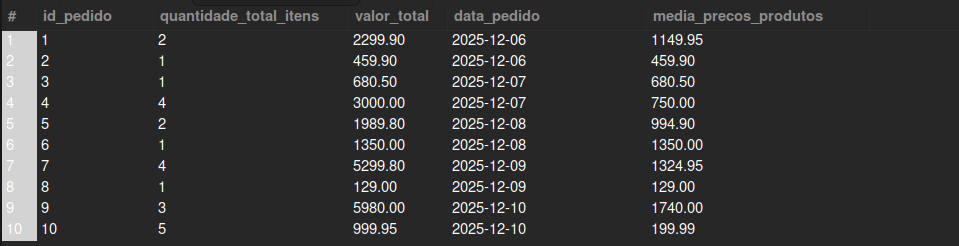 # id_pedido quantidade_total_itens valor_total data_pedido media_precos_produtos
1 1 2 2299.90 2025-12-06 1149.95
2 2 1 459.90 2025-12-06 459.90
3 3 1 680.50 2025-12-07 680.50
4 4 4 3000.00 2025-12-07 750.00
5 5 2 1989.80 2025-12-08 994.90
6 6 1 1350.00 2025-12-08 1350.00
7 7 4 5299.80 2025-12-09 1324.95
8 8 1 129.00 2025-12-09 129.00
9 9 3 5980.00 2025-12-10 1740.00
10 10 5 999.95 2025-12-10 199.99